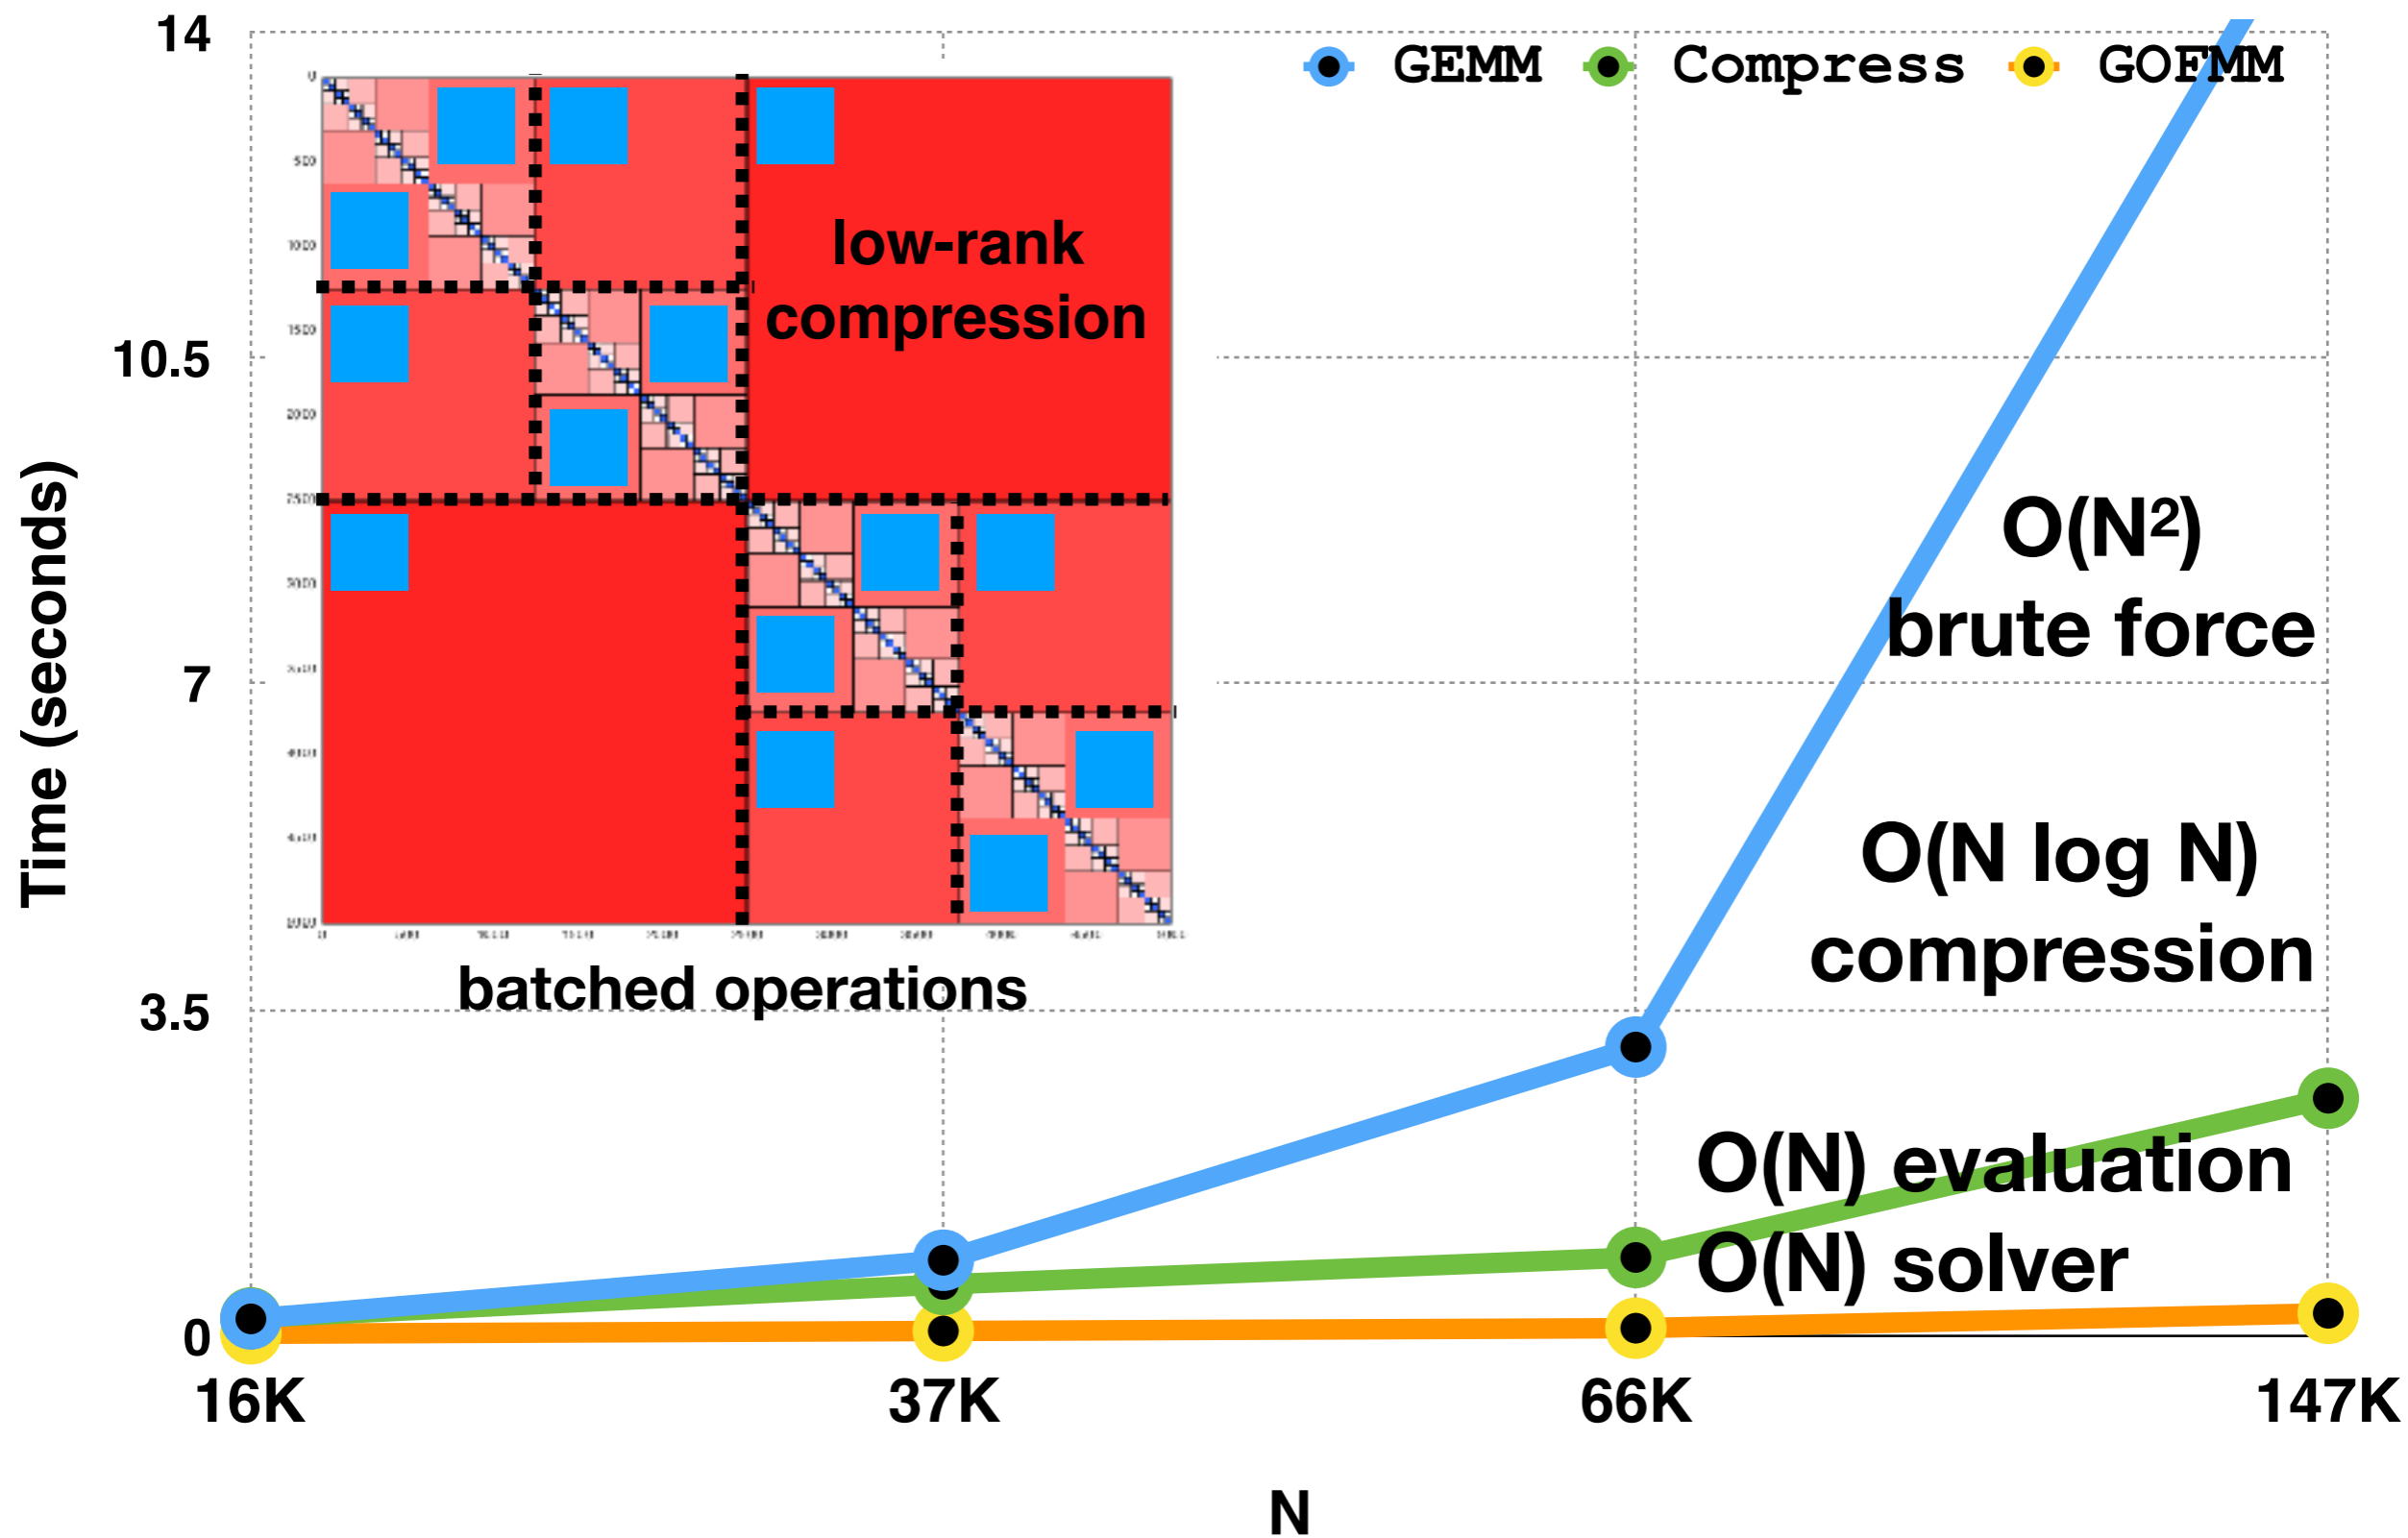 14
GEMM Compress GOFMM
low-rank
compression
10.5
O(N²)
brute force
Time (seconds)
7
O(N log N)
compression
batched operations
3.5
O(N) evaluation
O(N) solver
0
16K 37K 66K 147K
N